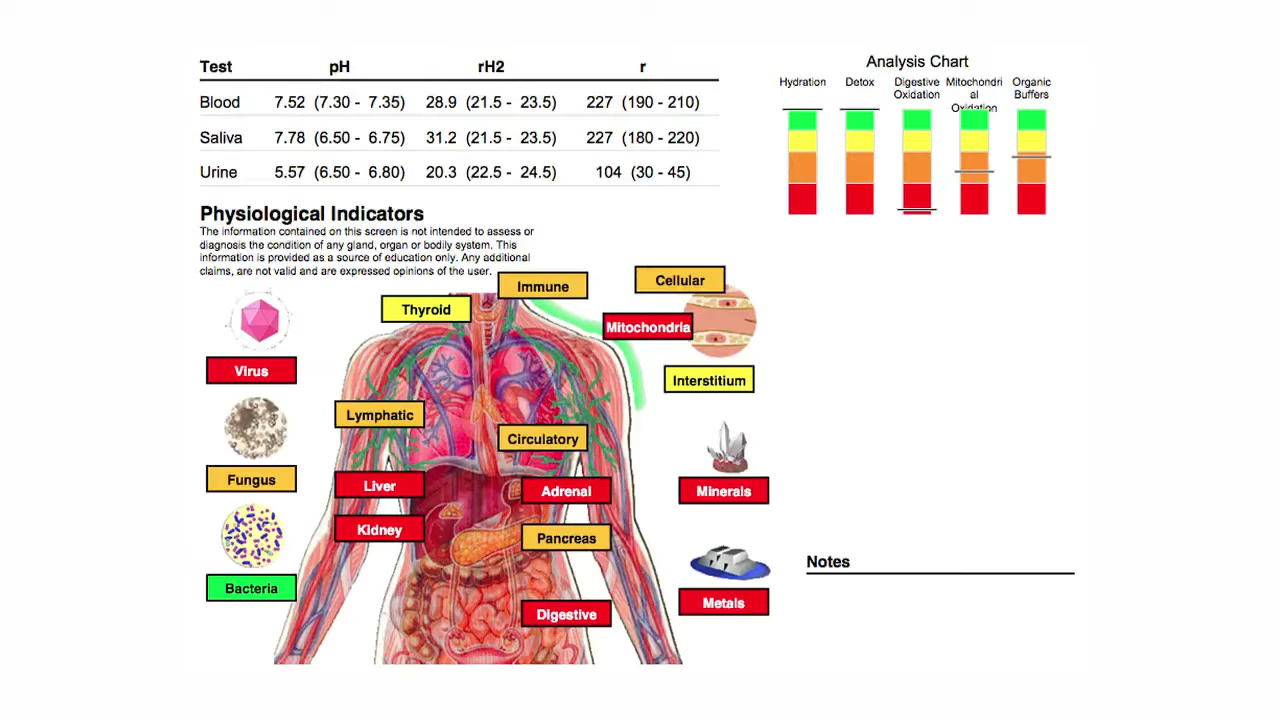 Test pH rH2 r
Blood 7.52 (7.30 - 7.35) 28.9 (21.5 - 23.5) 227 (190 - 210)
Saliva 7.78 (6.50 - 6.75) 31.2 (21.5 - 23.5) 227 (180 - 220)
Urine 5.57 (6.50 - 6.80) 20.3 (22.5 - 24.5) 104 (30 - 45)
Analysis Chart
Hydration
Detox
Digestive
Oxidation
Mitochondri
al
Oxidation
Organic
Buffers
Physiological Indicators
The information contained on this screen is not intended to assess or
diagnosis the condition of any gland, organ or bodily system. This
information is provided as a source of education only. Any additional
claims, are not valid and are expressed opinions of the user.
Immune
Cellular
Thyroid
Mitochondria
Virus
Interstitium
Lymphatic
Circulatory
Fungus
Liver
Adrenal
Minerals
Kidney
Pancreas
Notes
Bacteria
Metals
Digestive